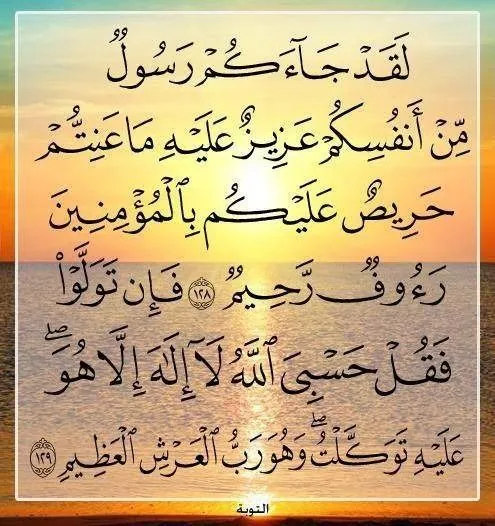 لَقَدْ جَآءَكُمْ رَسُولٌ
مِّنْ أَنفُسِكُمْ عَزِيزٌ عَلَيْهِ مَا عَنِتُّمْ
حَرِيصٌ عَلَيْكُم بِٱلْمُؤْمِنِينَ
رَءُوفٌ رَّحِيمٌ ١٢٨ فَإِن تَوَلَّوْا۟
فَقُلْ حَسْبِىَ ٱللَّهُ لَآ إِلَٰهَ إِلَّا هُوَ ۖ
عَلَيْهِ تَوَكَّلْتُ ۖ وَهُوَ رَبُّ ٱلْعَرْشِ ٱلْعَظِيمِ ١٢٩
التوبة